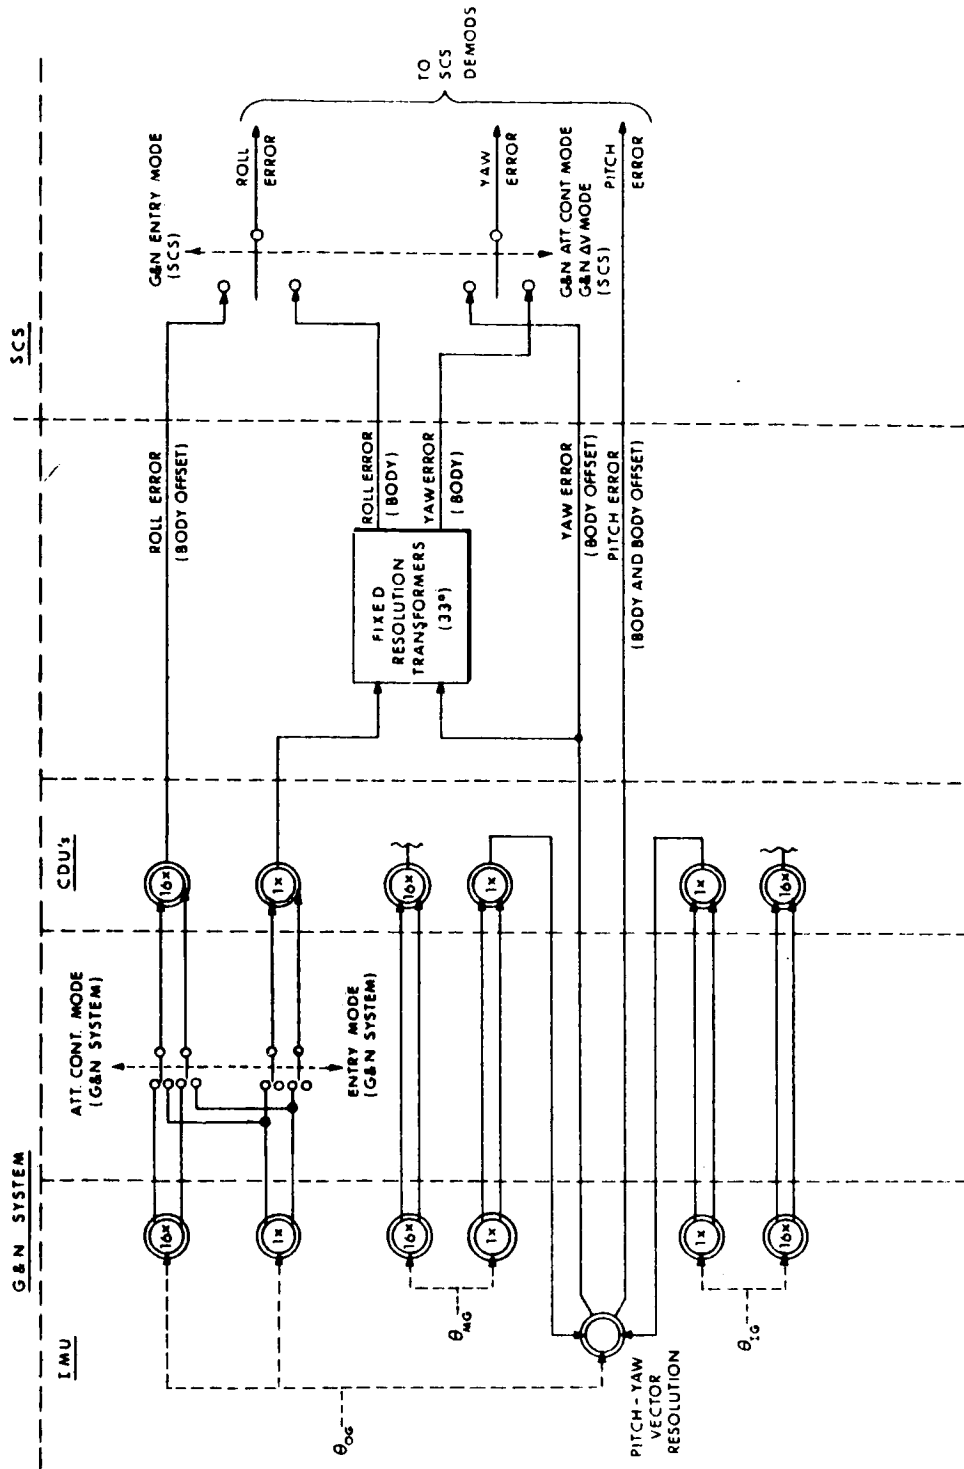 G&N SYSTEM
SCS
IMU
CDU's
ATT. CONT. MODE
(G&N SYSTEM)
ENTRY MODE
(G&N SYSTEM)
16X
1X
16X
1X
1X
16X
16X
1X
16X
1X
1X
16X
θOG
θMG
θIG
PITCH-YAW
VECTOR
RESOLUTION
ROLL ERROR
(BODY OFFSET)
FIXED
RESOLUTION
TRANSFORMERS
(33°)
ROLL ERROR
(BODY)
YAW ERROR
(BODY)
YAW ERROR
(BODY OFFSET)
PITCH ERROR
(BODY AND BODY OFFSET)
G&N ENTRY MODE
(SCS)
G&N ATT. CONT MODE
G&N ΔV MODE
(SCS)
ROLL
ERROR
YAW
ERROR
PITCH
ERROR
TO
SCS
DEMODS